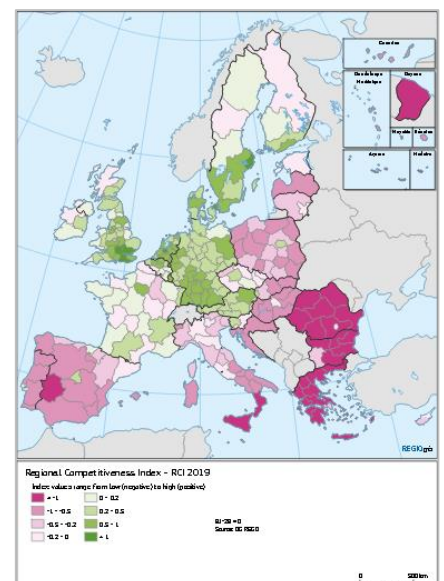 Canarias
Guadeloupe
Martinique
Guyane
Mayotte
Réunion
Açores
Madeira
REGIOgis
Regional Competitiveness Index - RCI 2019
Index values range from low (negative) to high (positive)
< -1
-1 - -0.5
-0.5 - -0.2
-0.2 - 0
0 - 0.2
0.2 - 0.5
0.5 - 1
> 1
EU-28 = 0
Source: DG REGIO
0 500 km